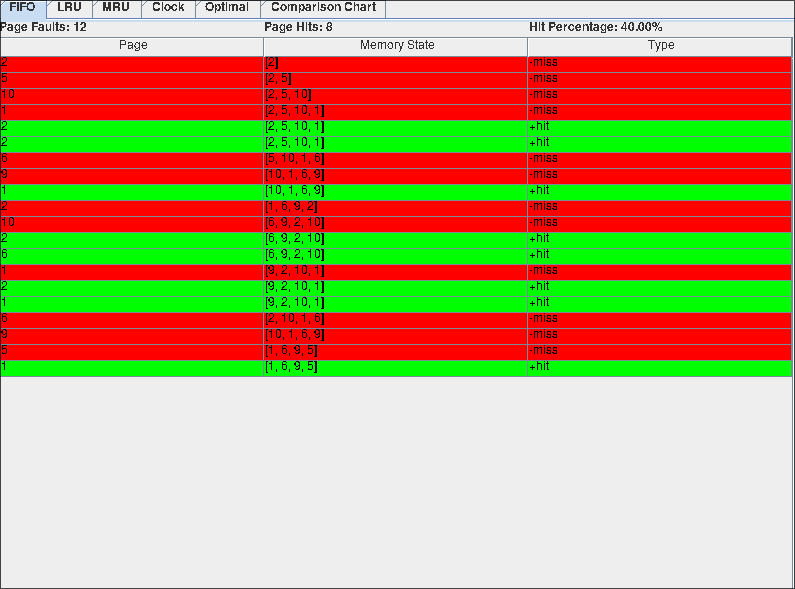 FIFO LRU MRU Clock Optimal Comparison Chart
Page Faults: 12 Page Hits: 8 Hit Percentage: 40.00%
Page Memory State Type
2 [2] -miss
5 [2, 5] -miss
10 [2, 5, 10] -miss
1 [2, 5, 10, 1] -miss
2 [2, 5, 10, 1] +hit
2 [2, 5, 10, 1] +hit
6 [5, 10, 1, 6] -miss
9 [10, 1, 6, 9] -miss
1 [10, 1, 6, 9] +hit
2 [1, 6, 9, 2] -miss
10 [6, 9, 2, 10] -miss
2 [6, 9, 2, 10] +hit
6 [6, 9, 2, 10] +hit
1 [9, 2, 10, 1] -miss
2 [9, 2, 10, 1] +hit
1 [9, 2, 10, 1] +hit
6 [2, 10, 1, 6] -miss
9 [10, 1, 6, 9] -miss
5 [1, 6, 9, 5] -miss
1 [1, 6, 9, 5] +hit